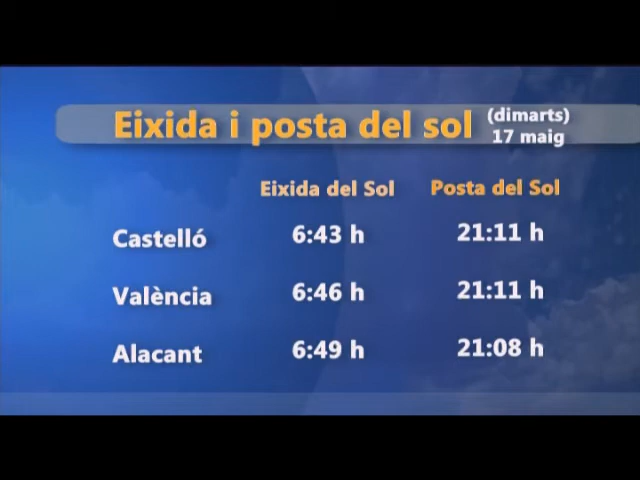 Eixida i posta del sol (dimarts)
17 maig
Eixida del Sol Posta del Sol
Castelló 6:43 h 21:11 h
València 6:46 h 21:11 h
Alacant 6:49 h 21:08 h